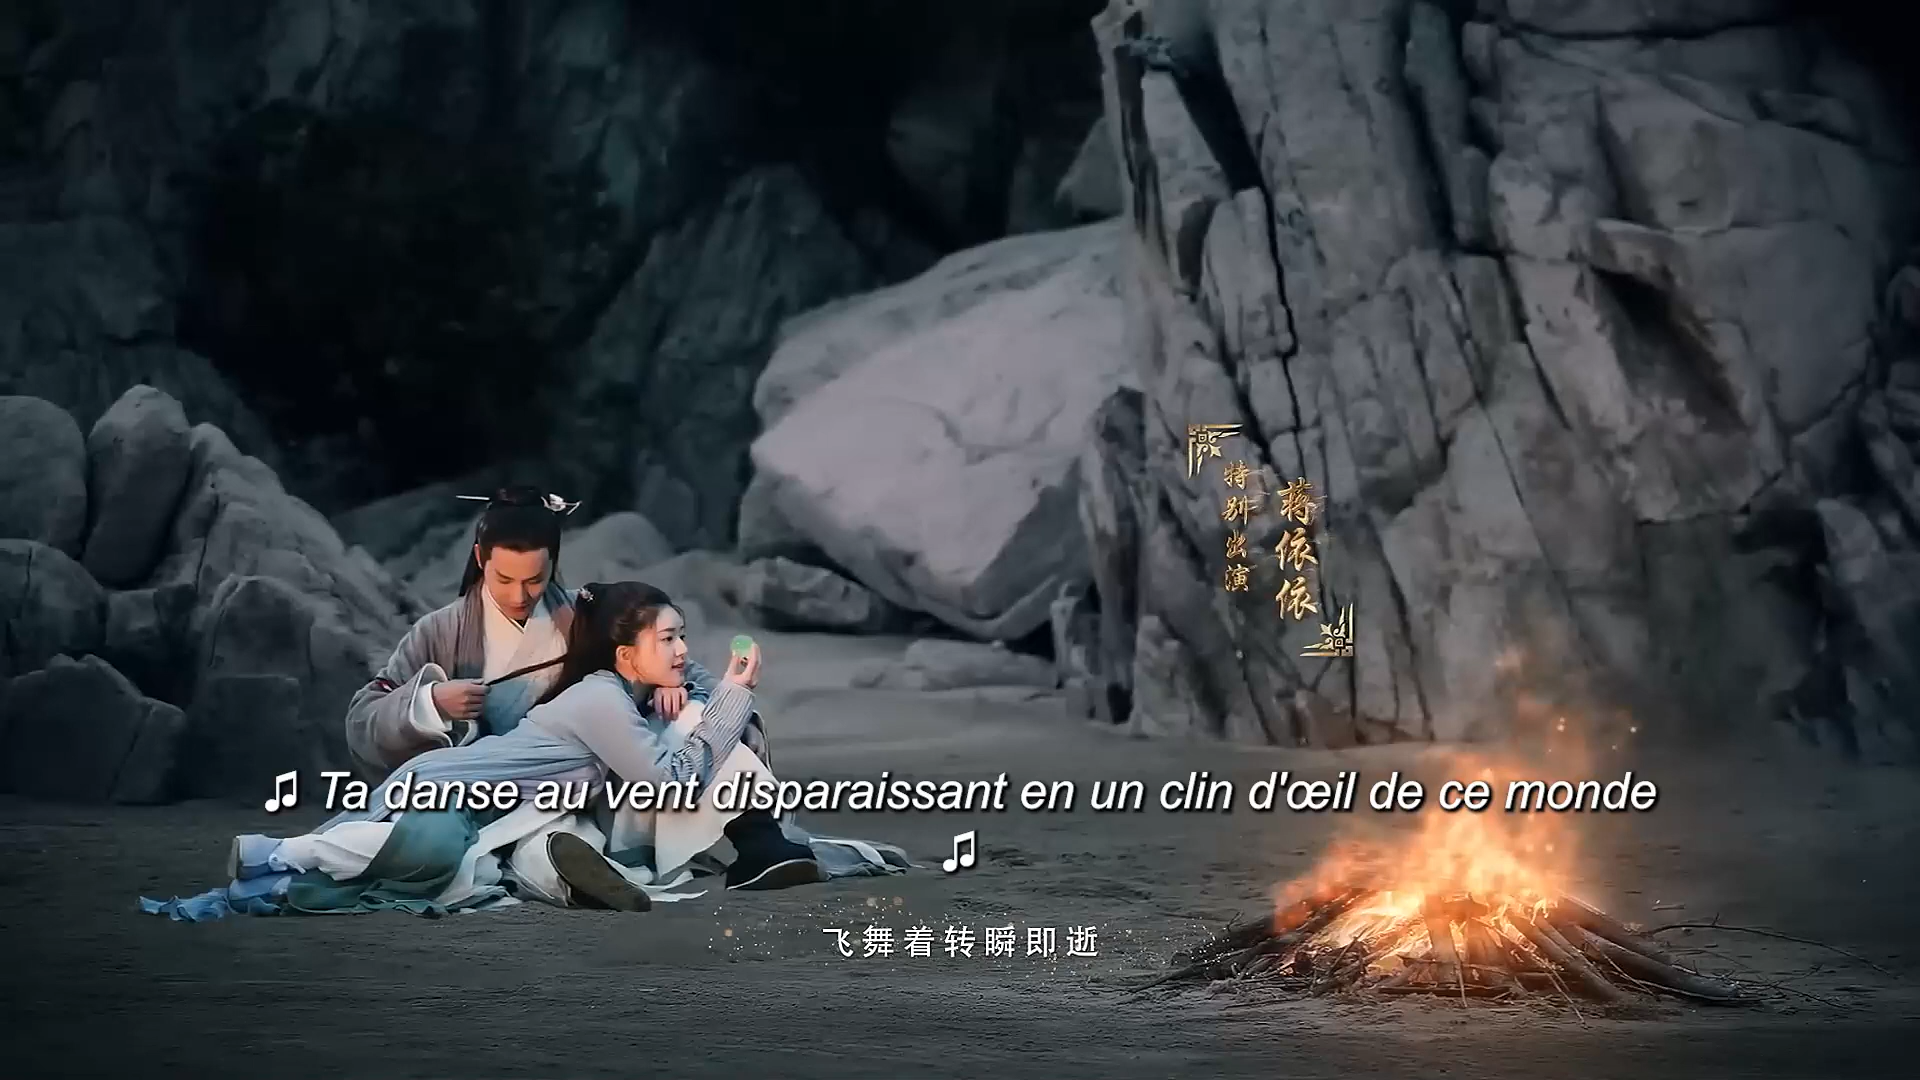 特别出演
蒋依依
♫ Ta danse au vent disparaissant en un clin d'œil de ce monde
♫
飞舞着转瞬即逝